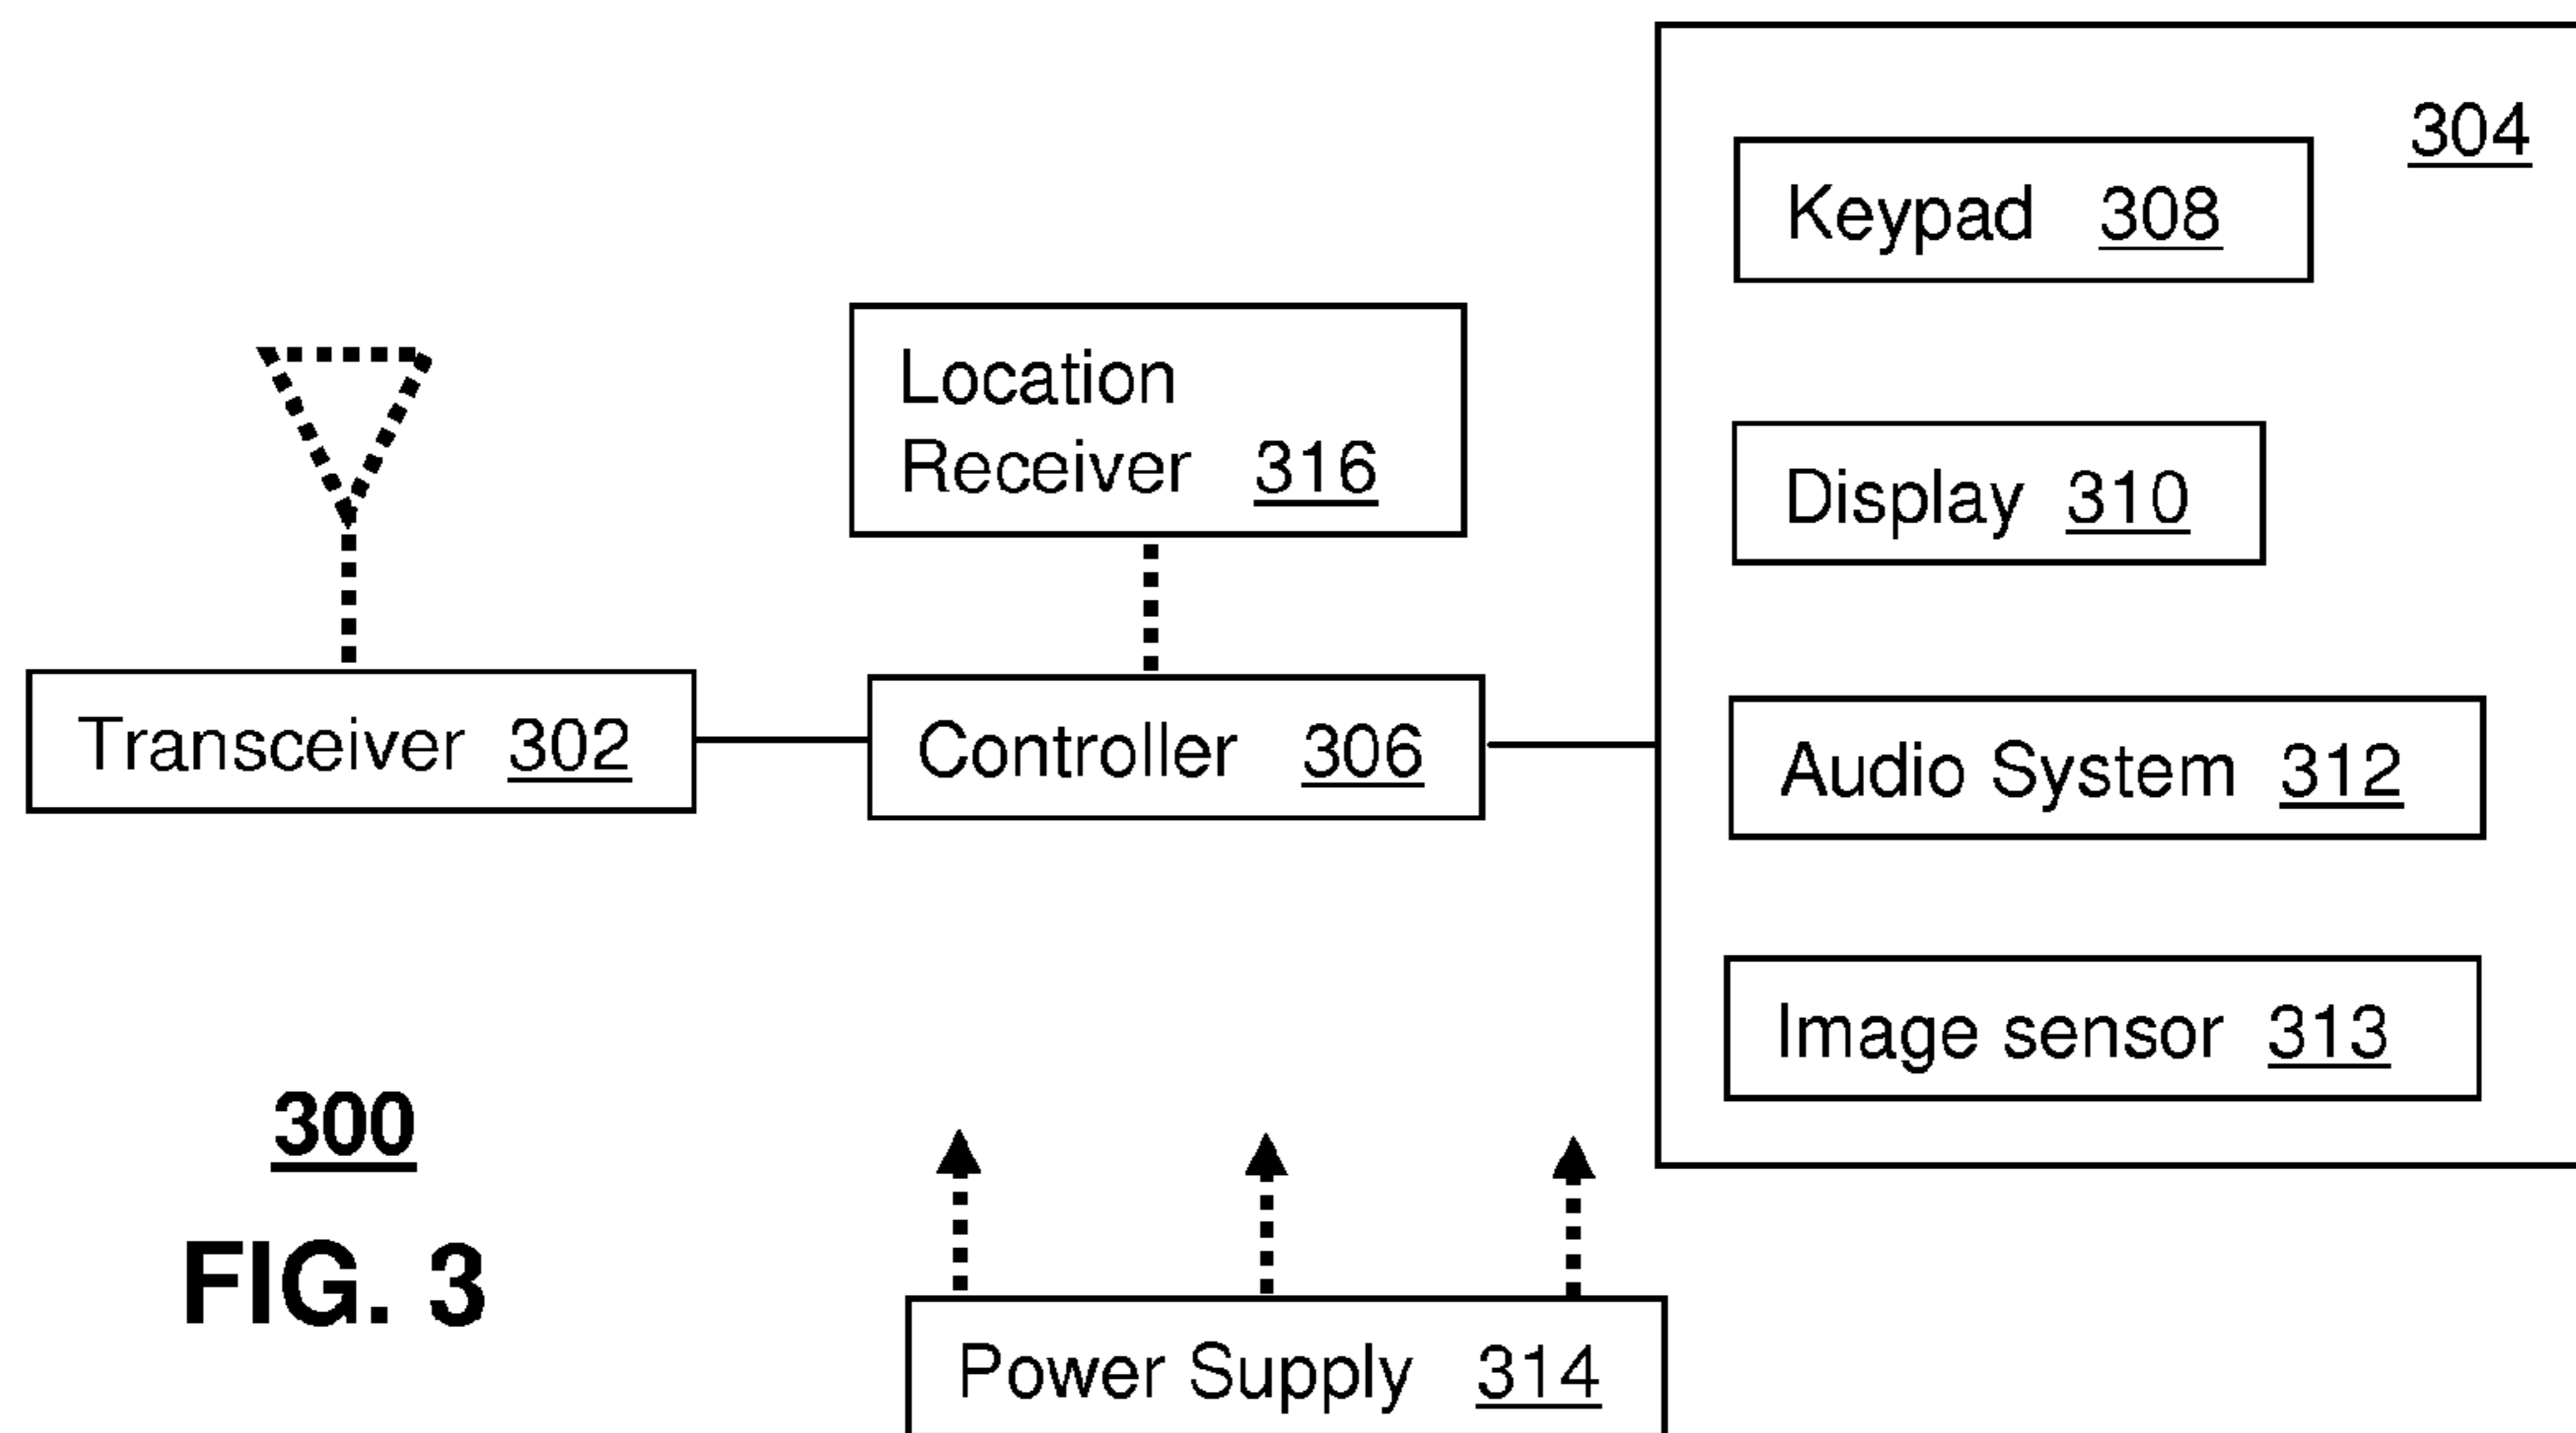 304
Keypad 308
Location
Receiver 316
Display 310
Transceiver 302
Controller 306
Audio System 312
Image sensor 313
300
FIG. 3
Power Supply 314